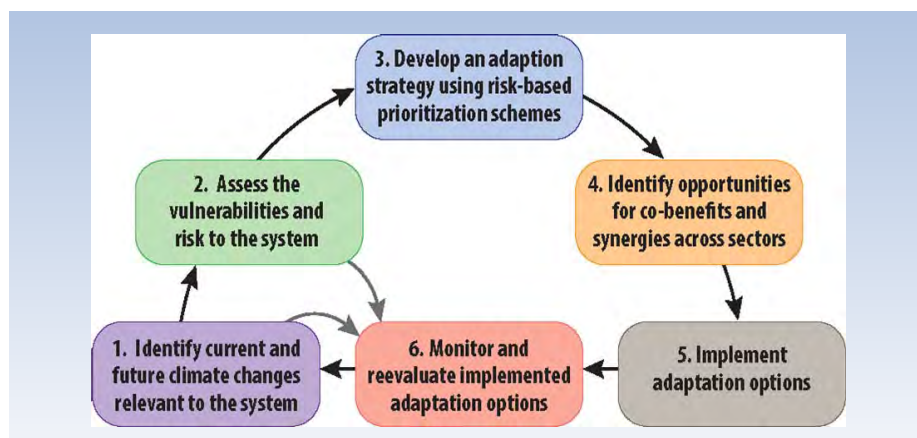 3. Develop an adaption
strategy using risk-based
prioritization schemes
2. Assess the
vulnerabilities and
risk to the system
4. Identify opportunities
for co-benefits and
synergies across sectors
1. Identify current and
future climate changes
relevant to the system
6. Monitor and
reevaluate implemented
adaptation options
5. Implement
adaptation options